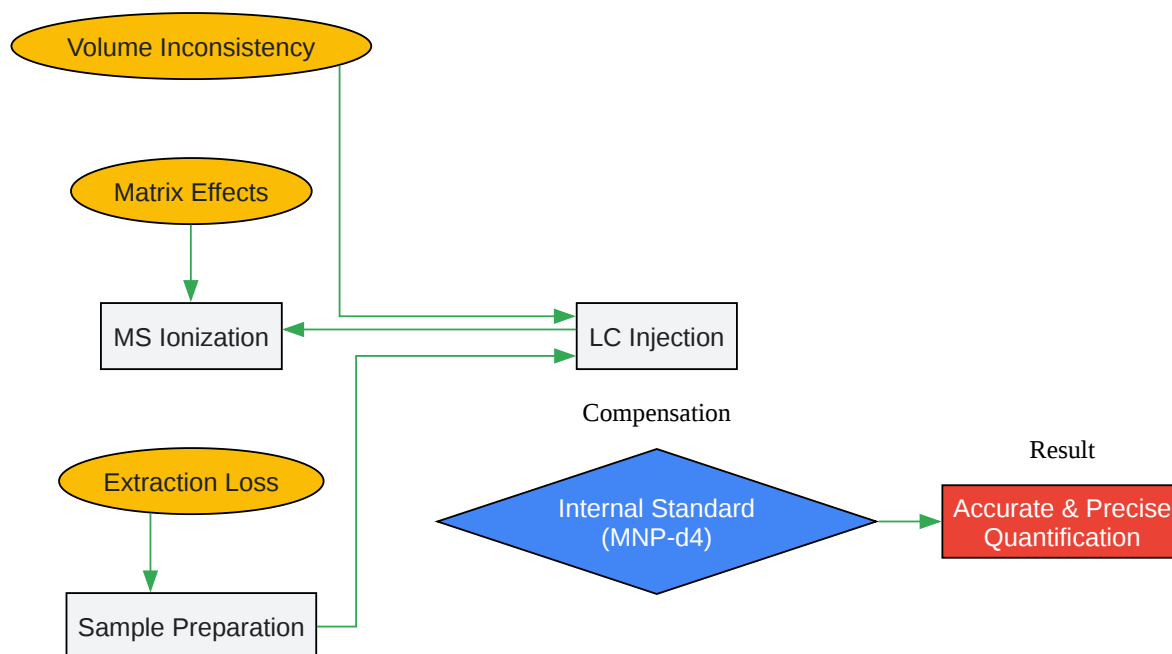 Volume Inconsistency
Matrix Effects
MS Ionization
LC Injection
Compensation
Result
Extraction Loss
Internal Standard
(MNP-d4)
Accurate & Precise
Quantification
Sample Preparation